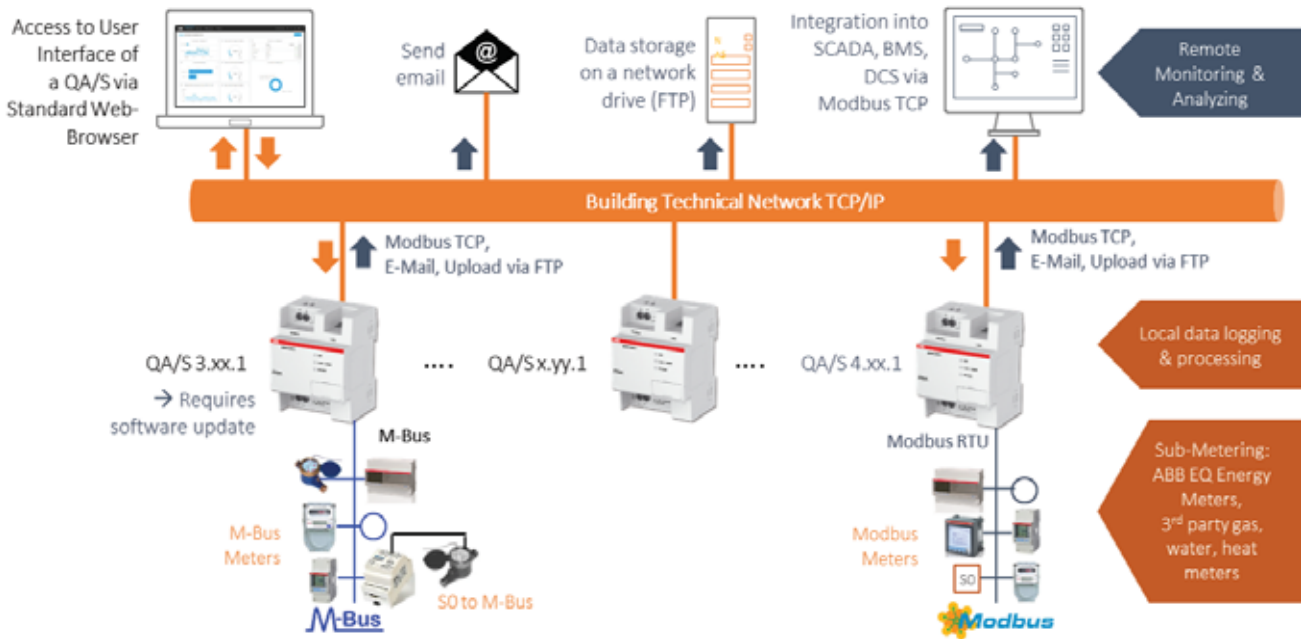 Access to User
Interface of
a QA/S via
Standard Web-
Browser
Send
email
@
Data storage
on a network
drive (FTP)
Integration into
SCADA, BMS,
DCS via
Modbus TCP
Remote
Monitoring &
Analyzing
Building Technical Network TCP/IP
Modbus TCP,
E-Mail, Upload via FTP
Modbus TCP,
E-Mail, Upload via FTP
QA/S 3.xx.1
....
QA/S x.yy.1
....
QA/S 4.xx.1
Local data logging
& processing
→ Requires
software update
M-Bus
Modbus RTU
M-Bus
Meters
S0 to M-Bus
M-Bus
Modbus
Meters
S0
Modbus
Sub-Metering:
ABB EQ Energy
Meters,
3rd party gas,
water, heat
meters